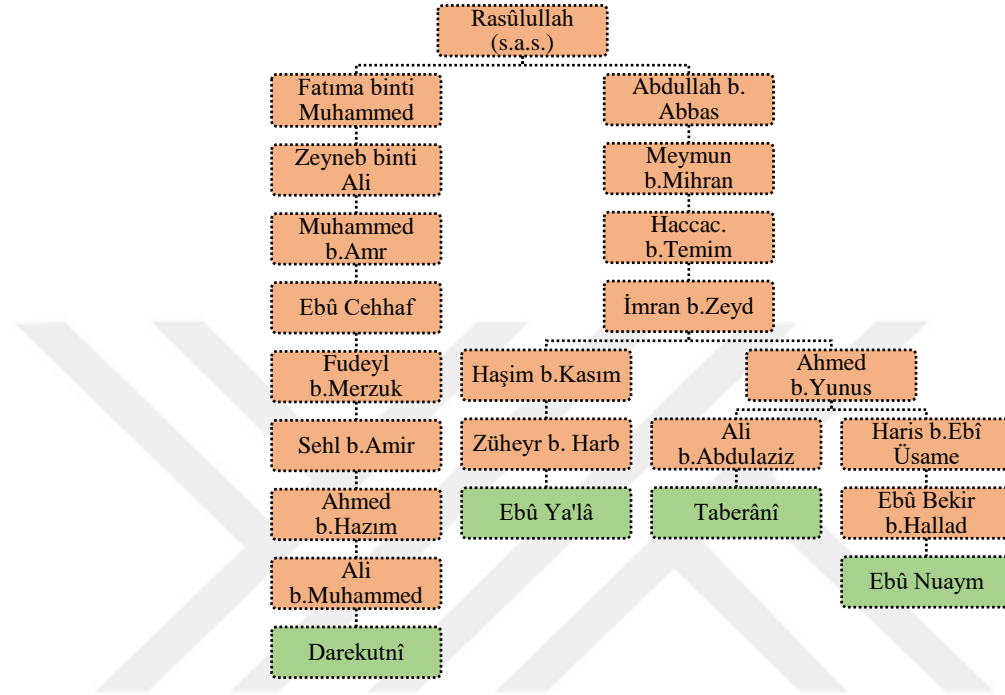 Rasûlullah
(s.a.s.)
Fatıma binti
Muhammed
Abdullah b.
Abbas
Zeyneb binti
Ali
Meymun
b.Mihran
Muhammed
b.Amr
Haccac.
b.Temim
Ebû Cehhaf
İmran b.Zeyd
Fudeyl
b.Merzuk
Haşim b.Kasım
Ahmed
b.Yunus
Sehl b.Amir
Züheyr b. Harb
Ali
b.Abdulaziz
Haris b.Ebî
Üsame
Ahmed
b.Hazım
Ebû Ya'lâ
Taberânî
Ebû Bekir
b.Hallad
Ali
b.Muhammed
Ebû Nuaym
Darekutnî